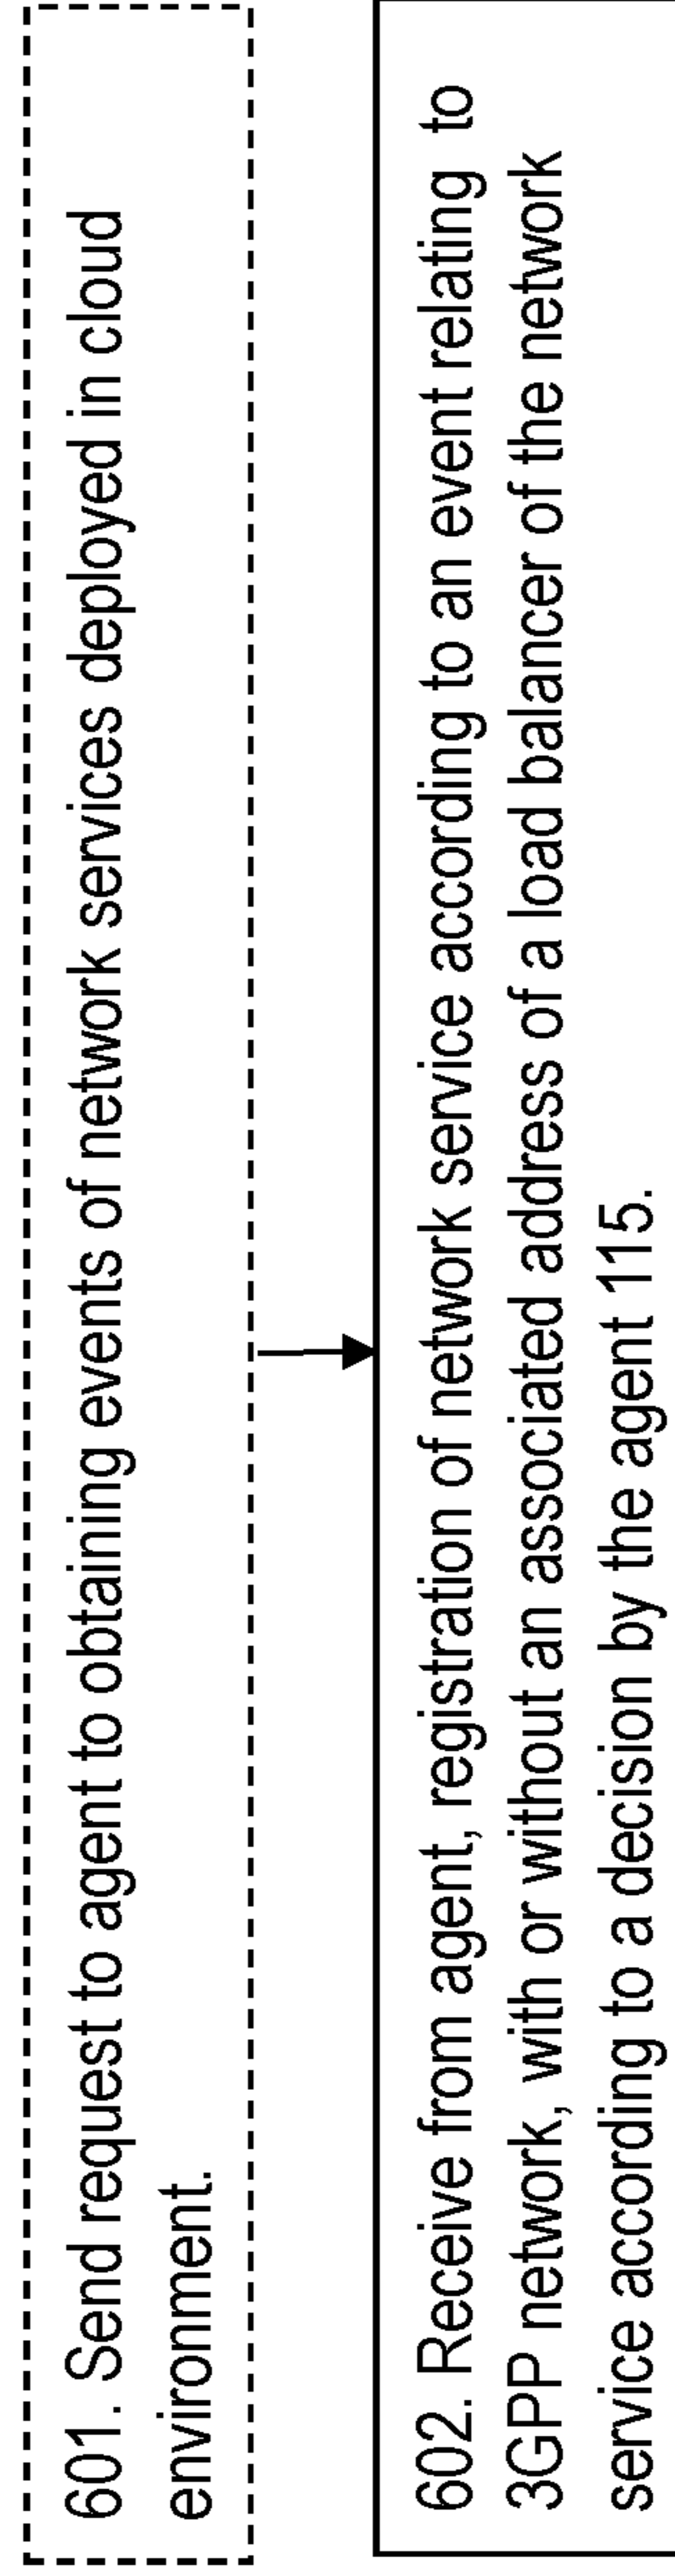 601. Send request to agent to obtaining events of network services deployed in cloud
environment.
602. Receive from agent, registration of network service according to an event relating to
3GPP network, with or without an associated address of a load balancer of the network
service according to a decision by the agent 115.